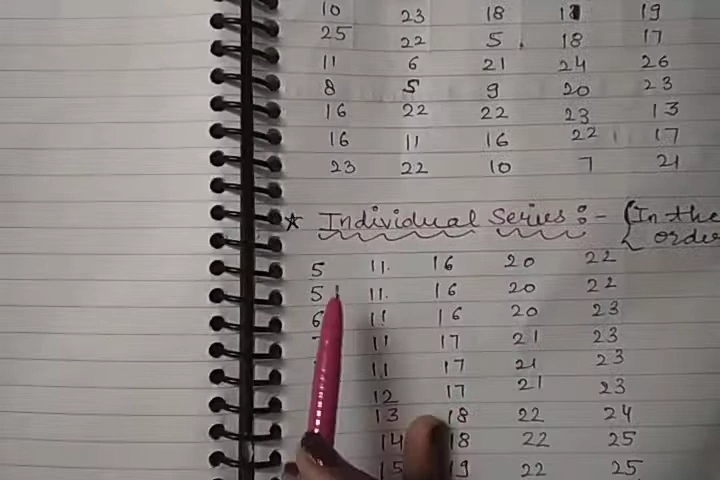 10 23 18 18 19
25 22 5 18 17
11 6 21 24 26
8 5 9 20 23
16 22 22 23 13
16 11 16 22 17
23 22 10 7 21
* Individual Series :- (In the
order
5 11 16 20 22
5 11 16 20 22
6 11 16 20 23
11 17 21 23
11 17 21 23
12 17 21 23
13 18 22 24
14 18 22 25
15 19 22 25